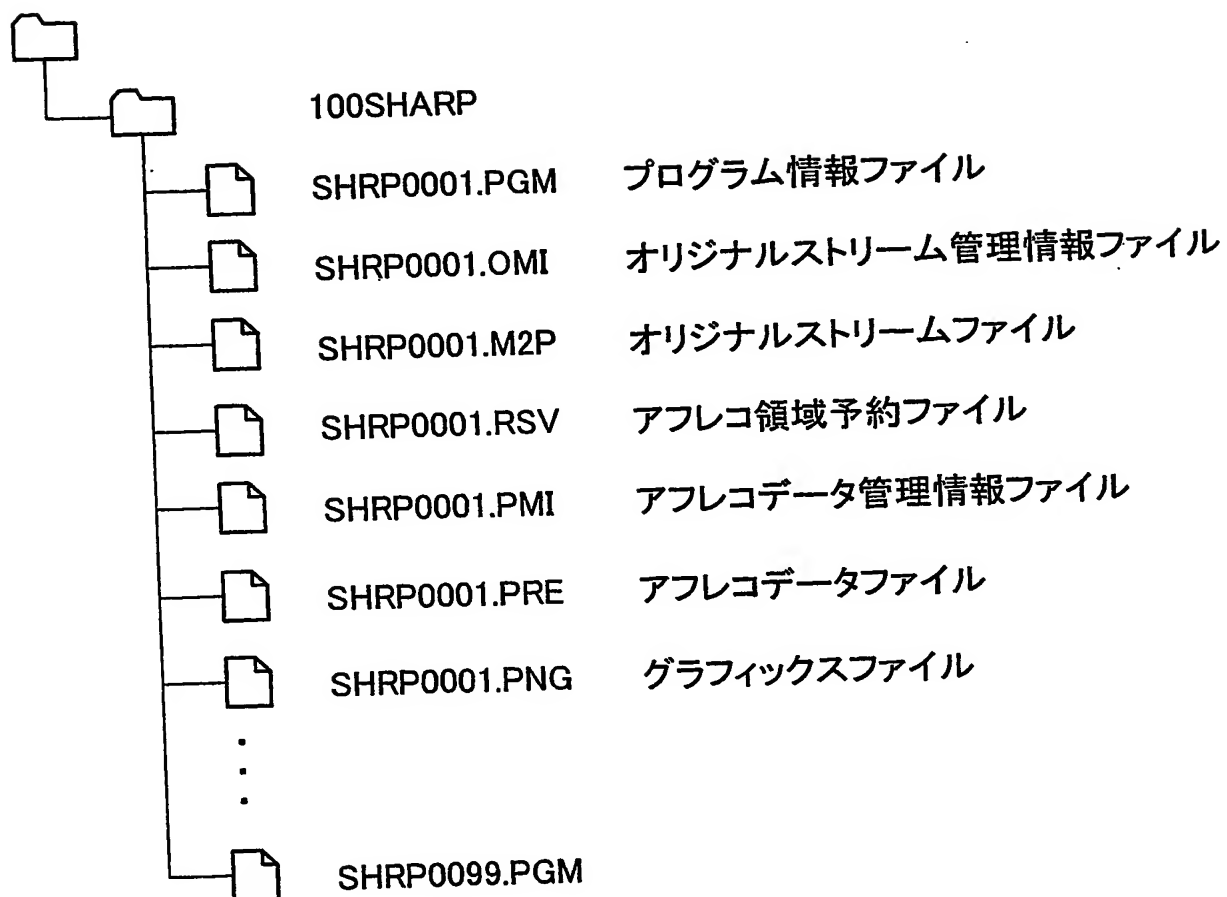 100SHARP
SHRP0001.PGM プログラム情報ファイル
SHRP0001.OMI オリジナルストリーム管理情報ファイル
SHRP0001.M2P オリジナルストリームファイル
SHRP0001.RSV アフレコ領域予約ファイル
SHRP0001.PMI アフレコデータ管理情報ファイル
SHRP0001.PRE アフレコデータファイル
SHRP0001.PNG グラフィックスファイル
SHRP0099.PGM